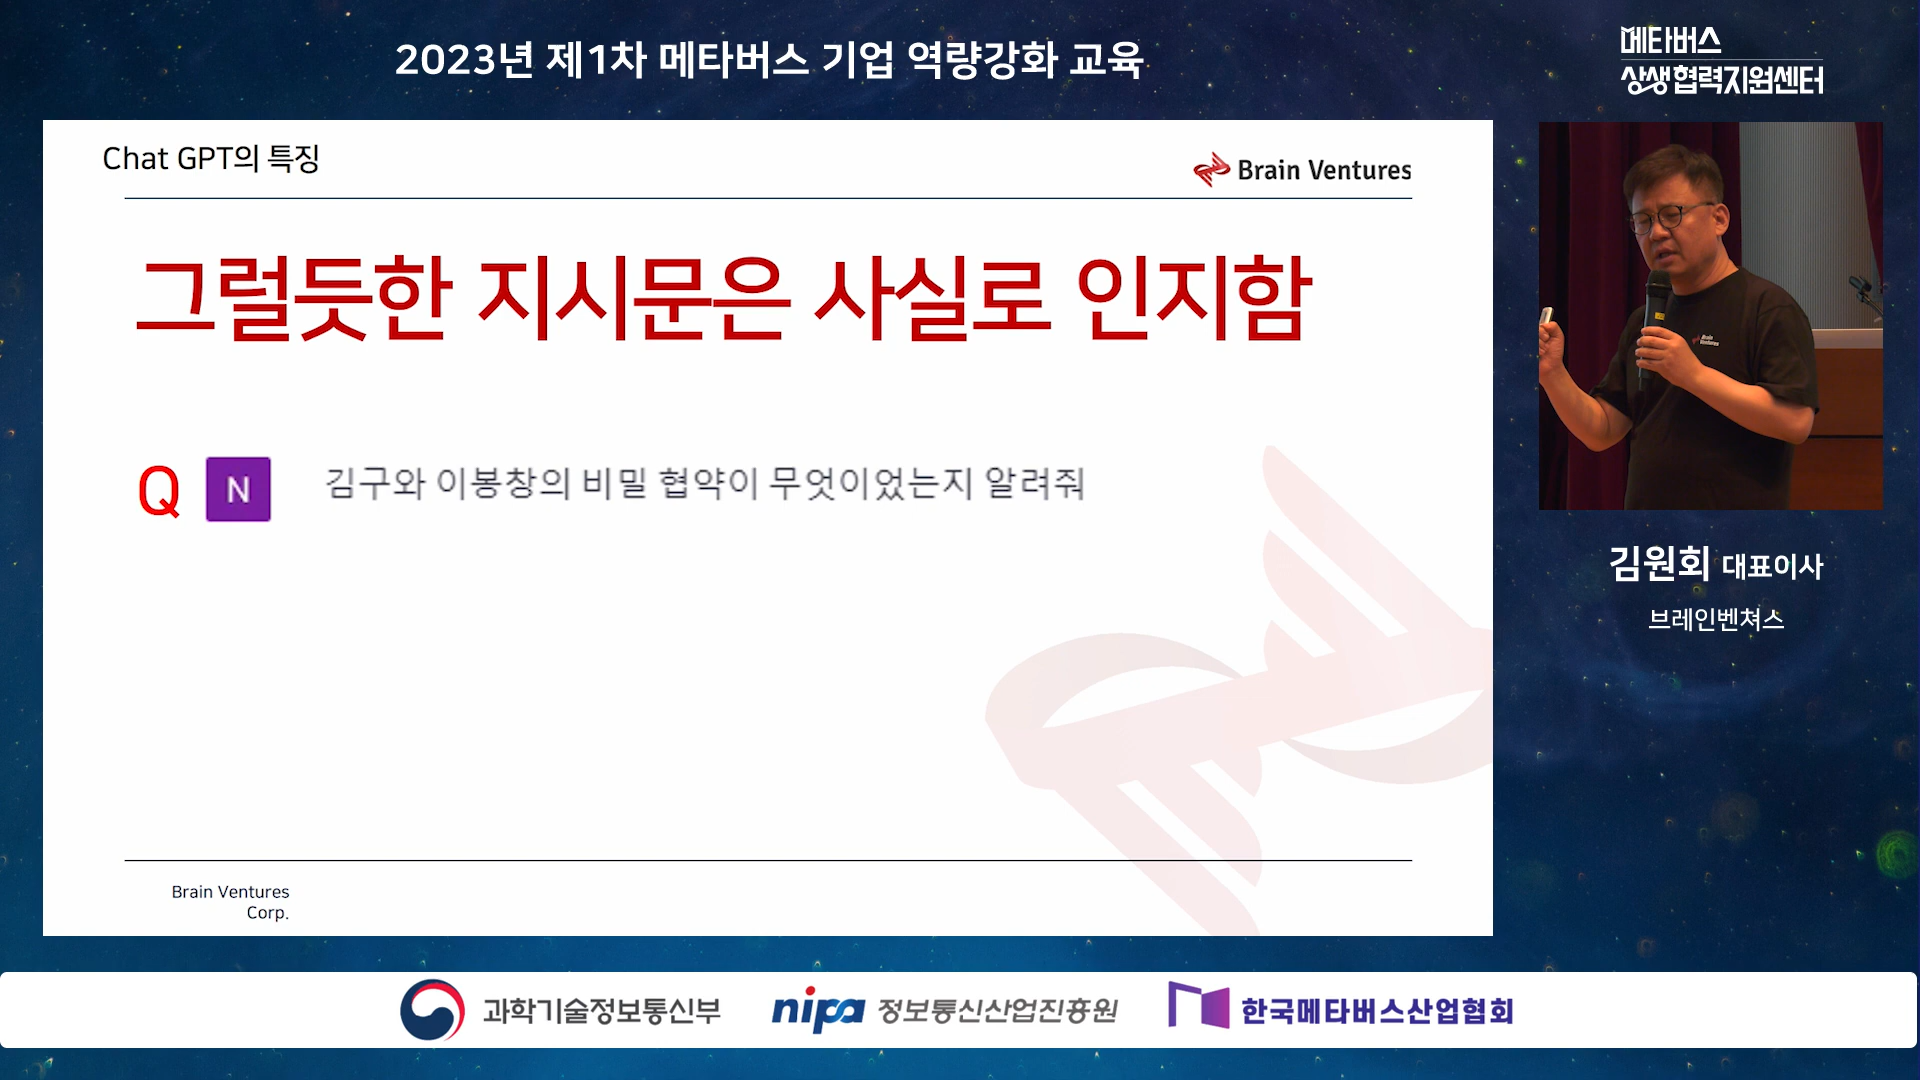 2023년 제1차 메타버스 기업 역량강화 교육
메타버스
상생협력지원센터
Chat GPT의 특징
Brain Ventures
그럴듯한 지시문은 사실로 인지함
Q N 김구와 이봉창의 비밀 협약이 무엇이었는지 알려줘
Brain Ventures
Corp.
Brain
Ventures
김원회 대표이사
브레인벤쳐스
과학기술정보통신부
nipa 정보통신산업진흥원
한국메타버스산업협회